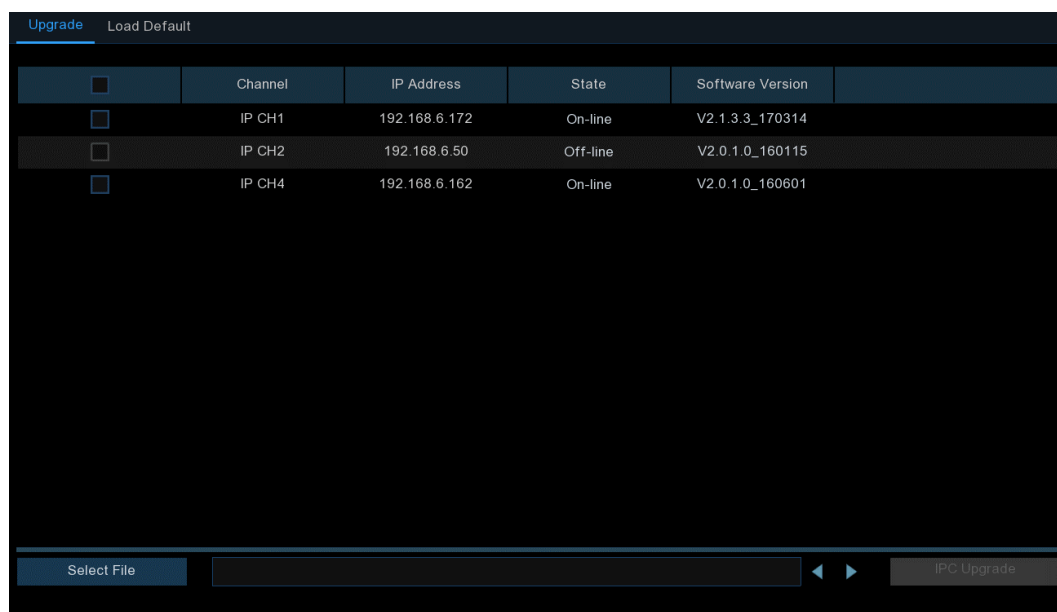 Upgrade Load Default
Channel IP Address State Software Version
IP CH1 192.168.6.172 On-line V2.1.3.3_170314
IP CH2 192.168.6.50 Off-line V2.0.1.0_160115
IP CH4 192.168.6.162 On-line V2.0.1.0_160601
Select File IPC Upgrade